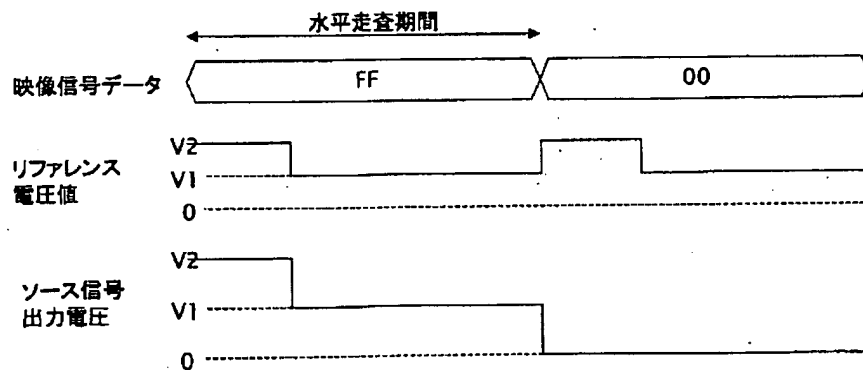 水平走査期間
映像信号データ
FF
00
リファレンス
電圧値
V2
V1
0
ソース信号
出力電圧
V2
V1
0